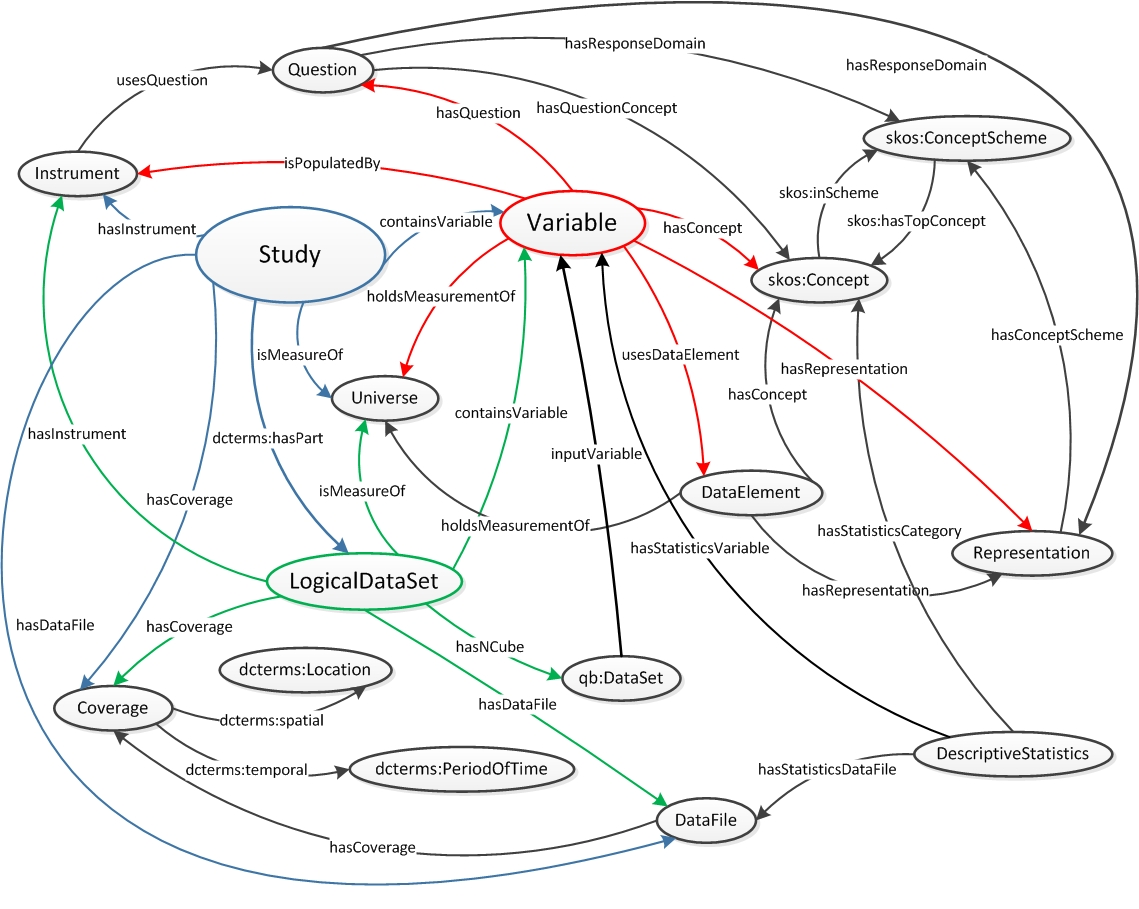 hasResponseDomain
hasResponseDomain
Question
usesQuestion
hasQuestion
hasQuestionConcept
skos:ConceptScheme
isPopulatedBy
Instrument
skos:inScheme
hasInstrument
containsVariable
Variable
hasConcept
skos:hasTopConcept
Study
skos:Concept
holdsMeasurementOf
hasConceptScheme
isMeasureOf
usesDataElement
hasRepresentation
Universe
hasConcept
containsVariable
hasInstrument
dcterms:hasPart
inputVariable
isMeasureOf
DataElement
hasCoverage
holdsMeasurementOf
hasStatisticsCategory
hasStatisticsVariable
Representation
LogicalDataSet
hasRepresentation
hasDataFile
hasCoverage
hasNCube
dcterms:Location
qb:DataSet
hasDataFile
Coverage
dcterms:spatial
DescriptiveStatistics
dcterms:temporal
dcterms:PeriodOfTime
hasStatisticsDataFile
DataFile
hasCoverage